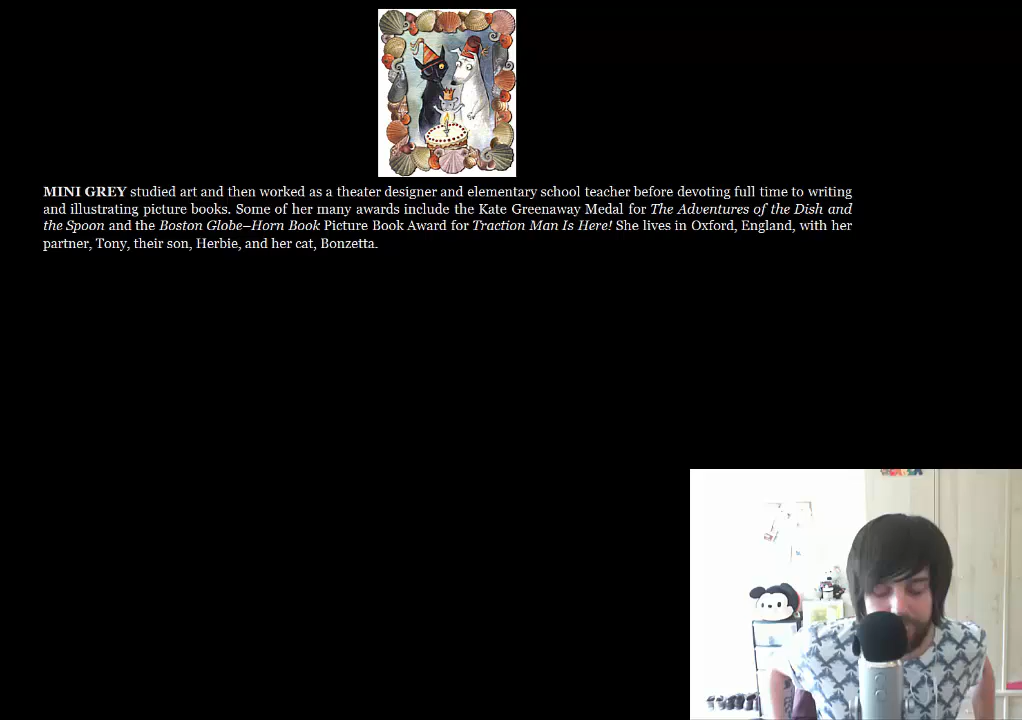 MINI GREY studied art and then worked as a theater designer and elementary school teacher before devoting full time to writing
and illustrating picture books. Some of her many awards include the Kate Greenaway Medal for The Adventures of the Dish and
the Spoon and the Boston Globe–Horn Book Picture Book Award for Traction Man Is Here! She lives in Oxford, England, with her
partner, Tony, their son, Herbie, and her cat, Bonzetta.